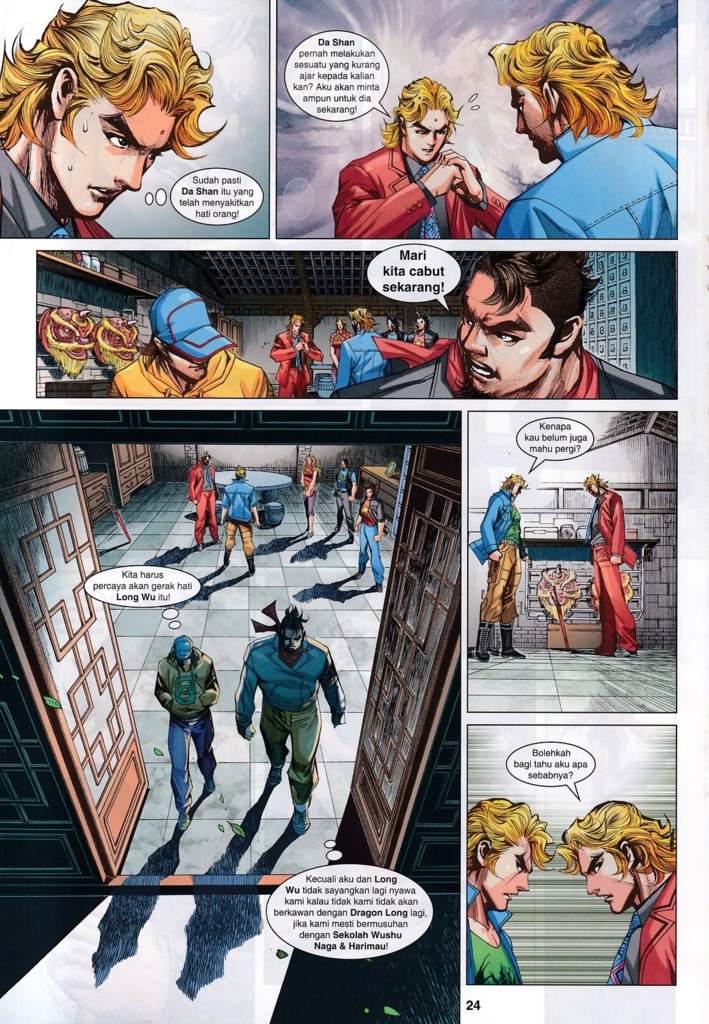 Sudah pasti
Da Shan itu yang
telah menyakitkan
hati orang!
Da Shan
pernah melakukan
sesuatu yang kurang
ajar kepada kalian
kan? Aku akan minta
ampun untuk dia
sekarang!
Mari
kita cabut
sekarang!
Kita harus
percaya akan gerak hati
Long Wu itu!
Kecuali aku dan Long
Wu tidak sayangkan lagi nyawa
kami kalau tidak kami tidak akan
berkawan dengan Dragon Long lagi,
jika kami mesti bermusuhan
dengan Sekolah Wushu
Naga & Harimau!
Kenapa
kau belum juga
mahu pergi?
Bolehkah
bagi tahu aku apa
sebabnya?
24